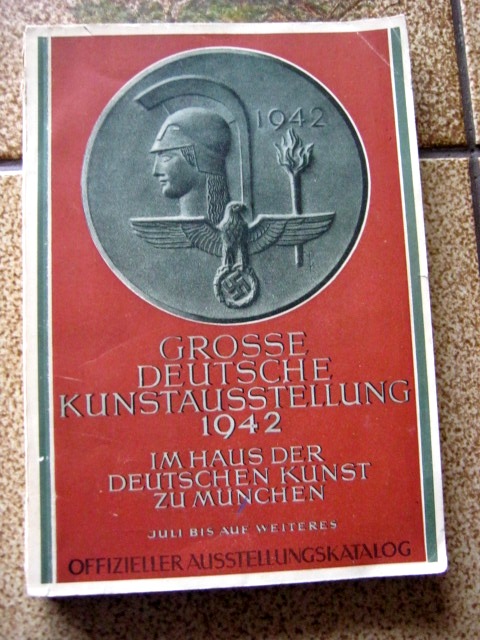 1942
GROSSE
DEUTSCHE
KUNSTAUSSTELLUNG
1942
IM HAUS DER
DEUTSCHEN KUNST
ZU MÜNCHEN
JULI BIS AUF WEITERES
OFFIZIELLER AUSSTELLUNGSKATALOG